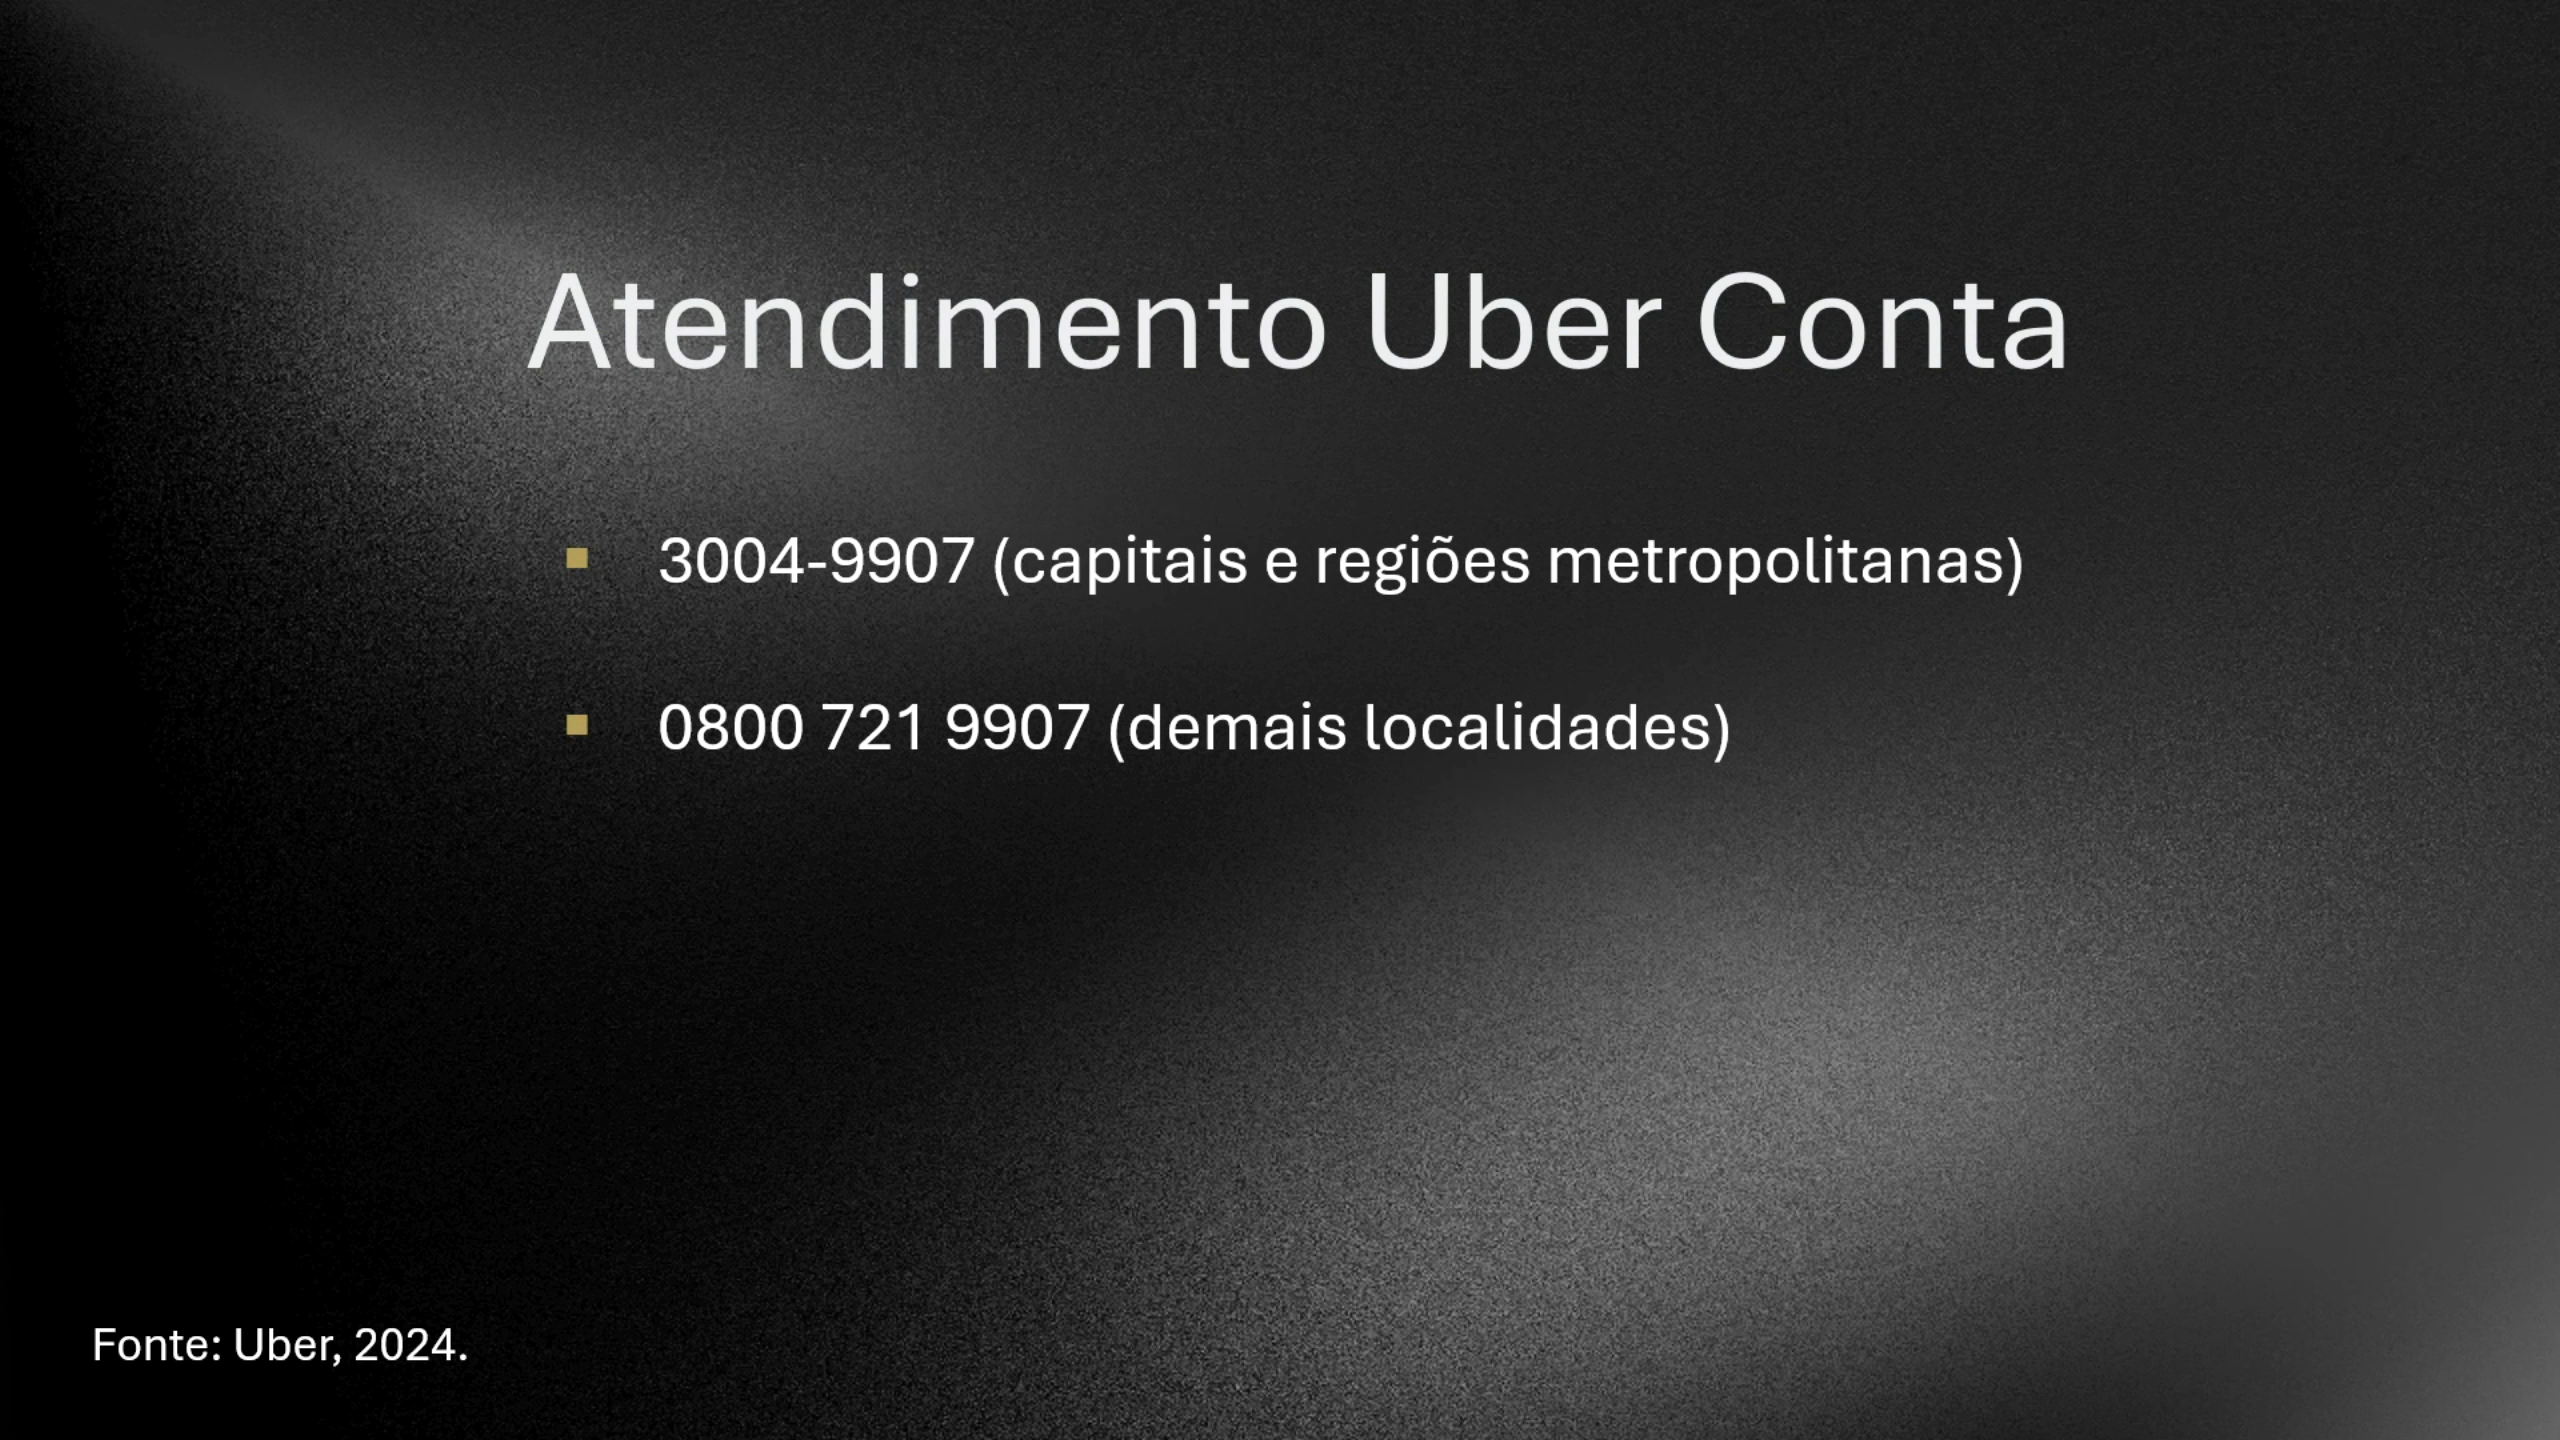 Atendimento Uber Conta
▪ 3004-9907 (capitais e regiões metropolitanas)
▪ 0800 721 9907 (demais localidades)
Fonte: Uber, 2024.